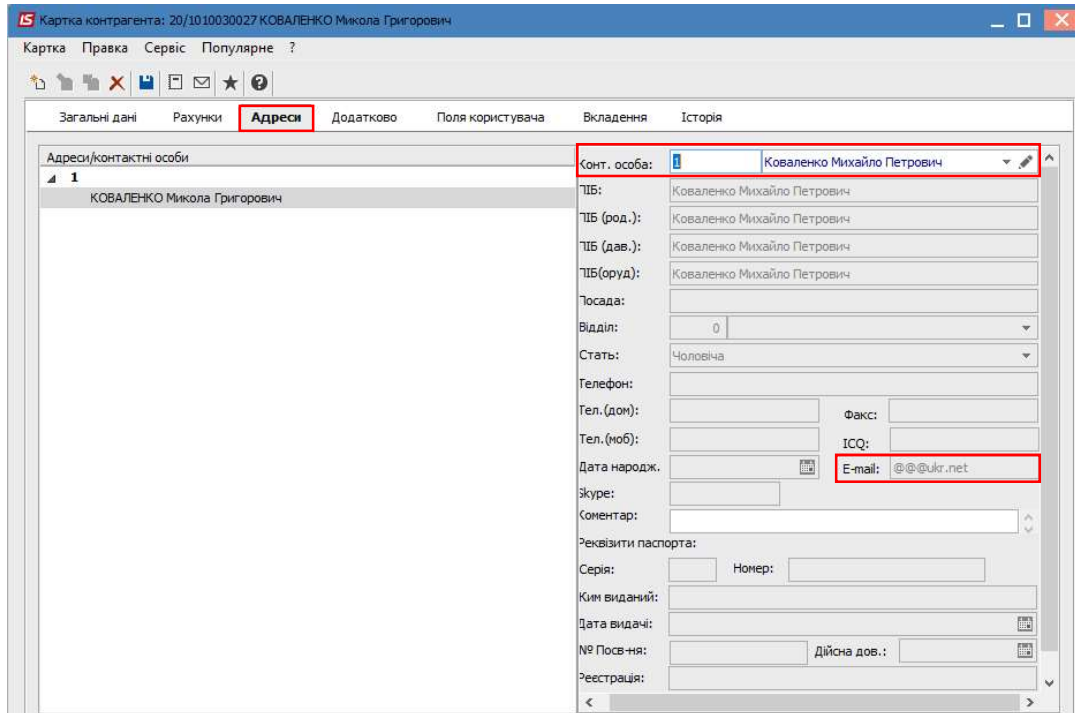 IS Картка контрагента: 20/1010030027 КОВАЛЕНКО Микола Григорович
Картка Правка Сервіс Популярне ?
Загальні дані Рахунки Адреси Додатково Поля користувача Вкладення Історія
Адреси/контактні особи
1
КОВАЛЕНКО Микола Григорович
Конт. особа: 1 Коваленко Михайло Петрович
ПІБ: Коваленко Михайло Петрович
ПІБ (род.): Коваленко Михайло Петрович
ПІБ (дав.): Коваленко Михайло Петрович
ПІБ(оруд): Коваленко Михайло Петрович
Посада:
Відділ: 0
Стать: Чоловіча
Телефон:
Тел.(дом): Факс:
Тел.(моб): ICQ:
Дата народж. E-mail: @@@ukr.net
Skype:
Коментар:
Реквізити паспорта:
Серія: Номер:
Ким виданий:
Дата видачі:
№ Посв-ня: Дійсна дов.:
Реєстрація: